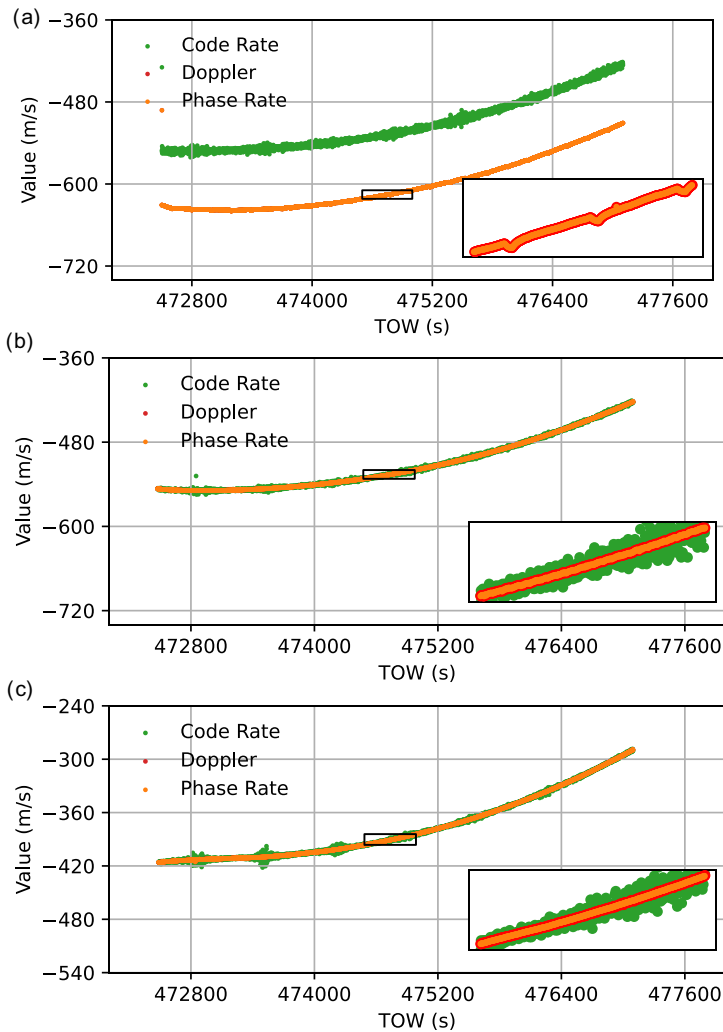 (a)
−360
−480
−600
−720
Value (m/s)
Code Rate
Doppler
Phase Rate
472800 474000 475200 476400 477600
TOW (s)
(b)
−360
−480
−600
−720
Value (m/s)
Code Rate
Doppler
Phase Rate
472800 474000 475200 476400 477600
TOW (s)
(c)
−240
−300
−360
−420
−480
−540
Value (m/s)
Code Rate
Doppler
Phase Rate
472800 474000 475200 476400 477600
TOW (s)